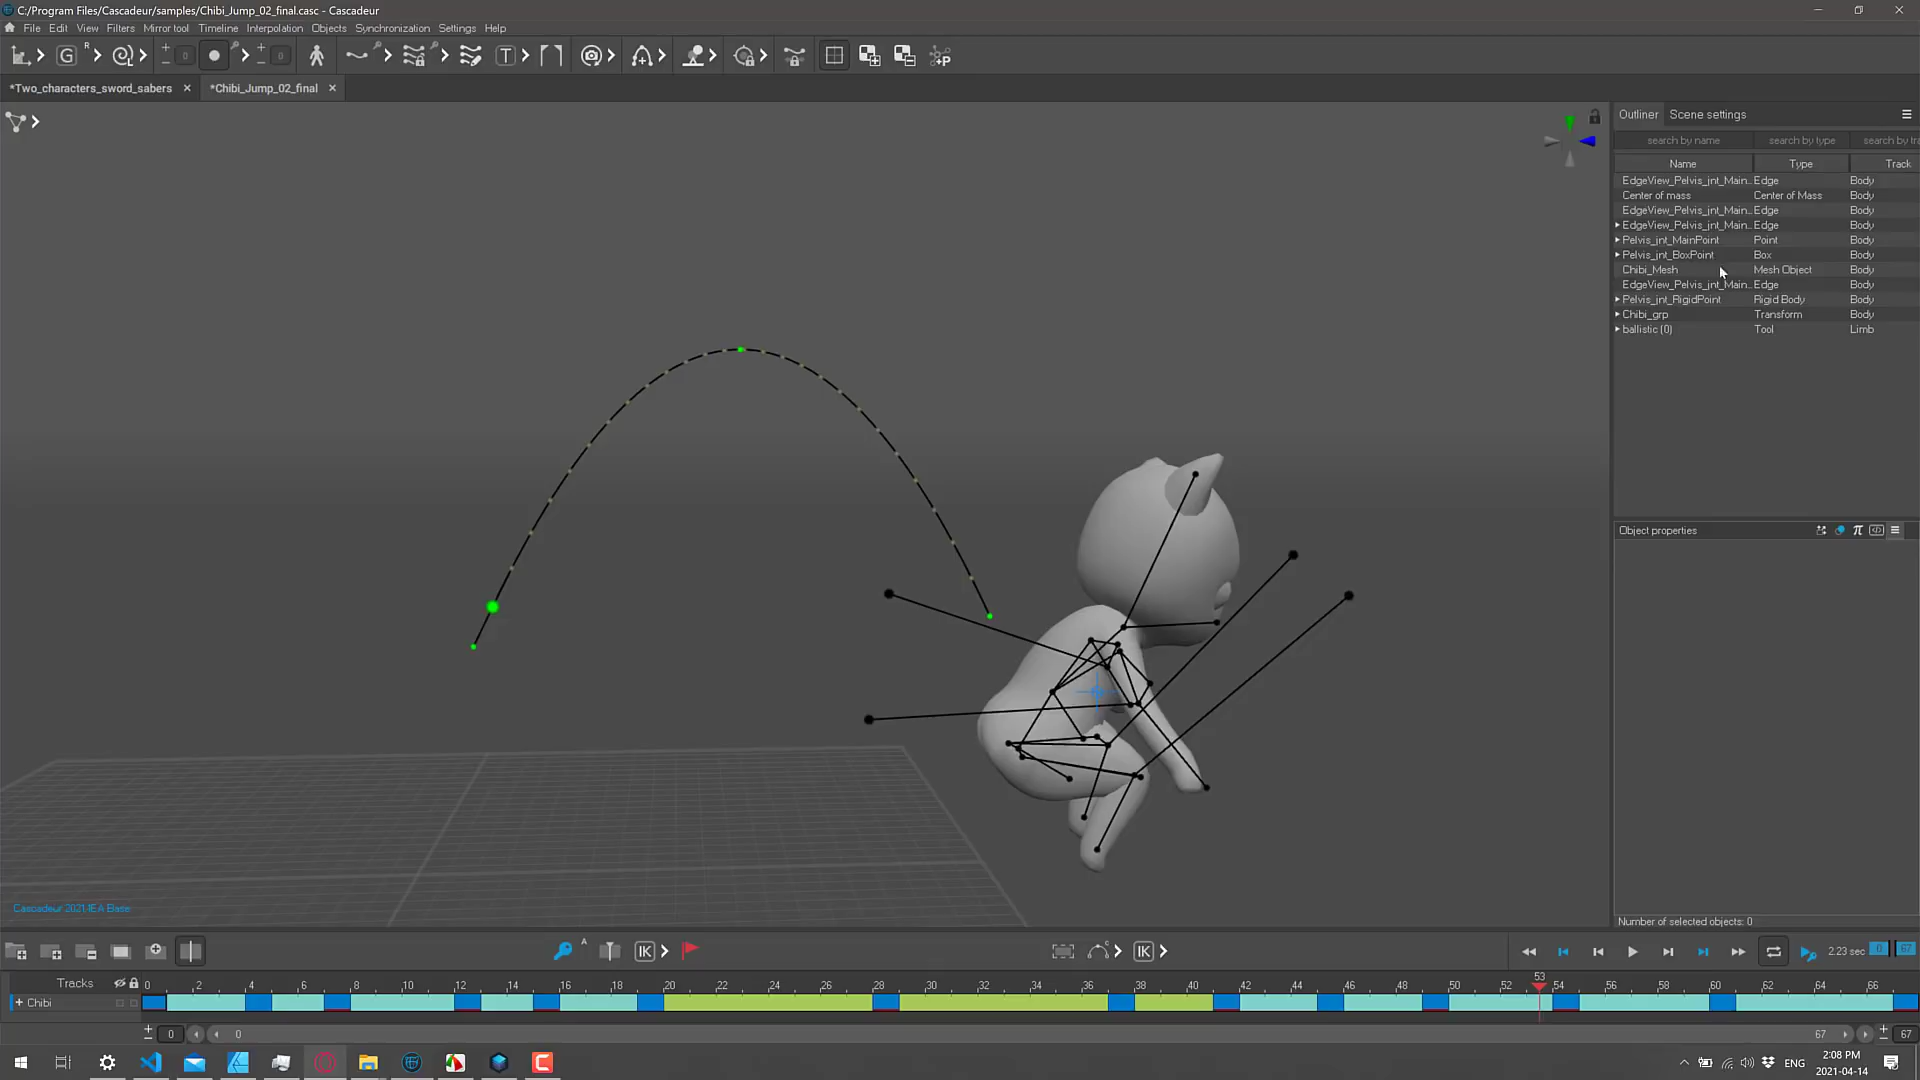 C:/Program Files/Cascadeur/samples/Chibi_Jump_02_final.casc - Cascadeur
File Edit View Filters Mirror tool Timeline Interpolation Objects Synchronization Settings Help
*Two_characters_sword_sabers *Chibi_Jump_02_final
Outliner Scene settings
search by name search by type search by tra
Name Type Track
EdgeView_Pelvis_jnt_Main... Edge Body
Center of mass Center of Mass Body
EdgeView_Pelvis_jnt_Main... Edge Body
EdgeView_Pelvis_jnt_Main... Edge Body
Pelvis_jnt_MainPoint Point Body
Pelvis_jnt_BoxPoint Box Body
Chibi_Mesh Mesh Object Body
EdgeView_Pelvis_jnt_Main... Edge Body
Pelvis_jnt_RigidPoint Rigid Body Body
Chibi_grp Transform Body
ballistic (0) Tool Limb
Object properties
Cascadeur 2021.1EA Base
Number of selected objects: 0
IK IK 2.23 sec 0 67
Tracks 0 2 4 6 8 10 12 14 16 18 20 22 24 26 28 30 32 34 36 38 40 42 44 46 48 50 52 53 54 56 58 60 62 64 66
+ Chibi
0 0 67 67
ENG 2:08 PM
2021-04-14